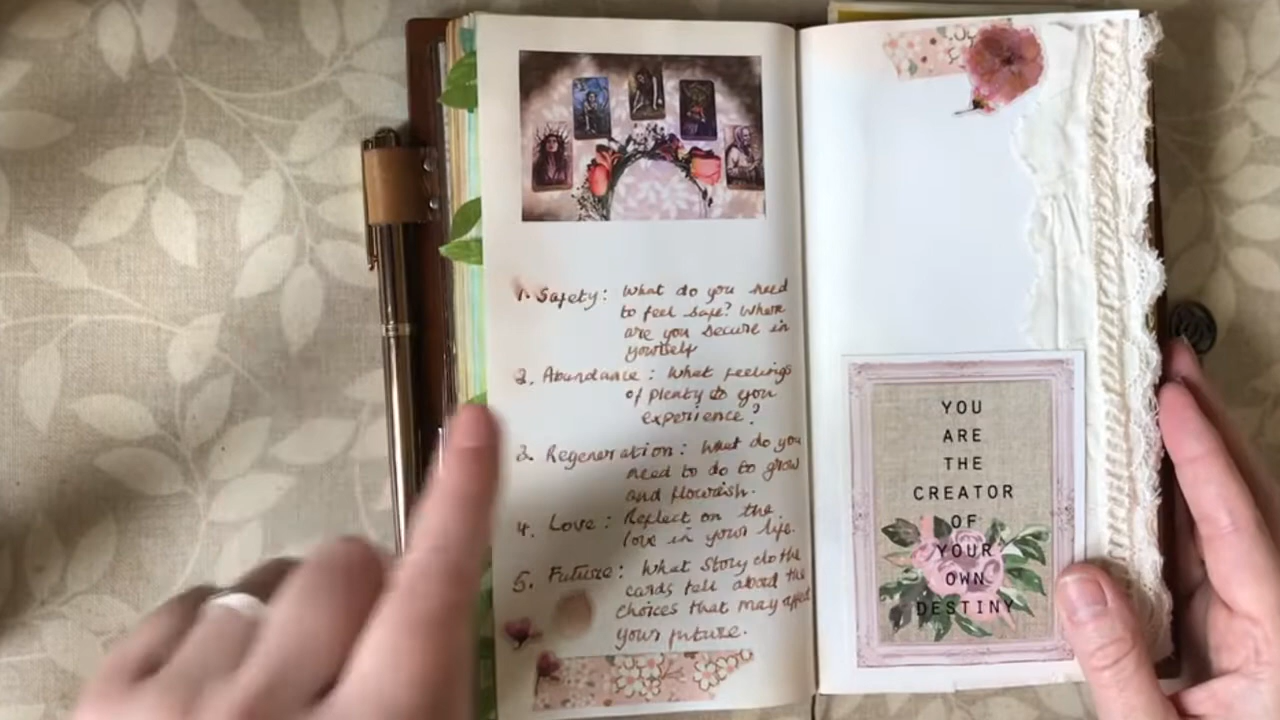 1. Safety: What do you need
to feel safe? Where
are you secure in
yourself
2. Abundance: What feelings
of plenty do you
experience?
3. Regeneration: What do you
need to do to grow
and flourish.
4. Love: Reflect on the
love in your life.
5. Future: What story do the
cards tell about the
choices that may affect
your future.
YOU
ARE
THE
CREATOR
OF
YOUR
OWN
DESTINY